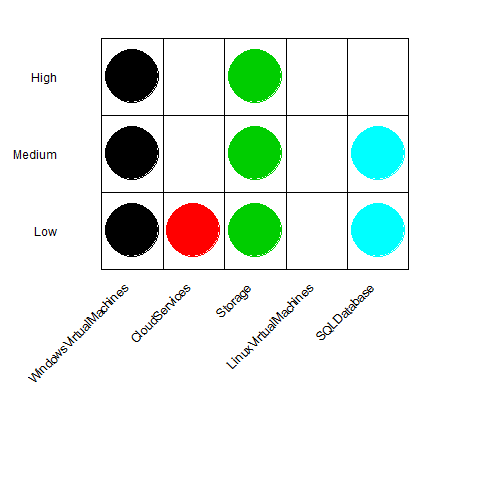 High
Medium
Low
WindowsVirtualMachines
CloudServices
Storage
LinuxVirtualMachines
SQLDatabase